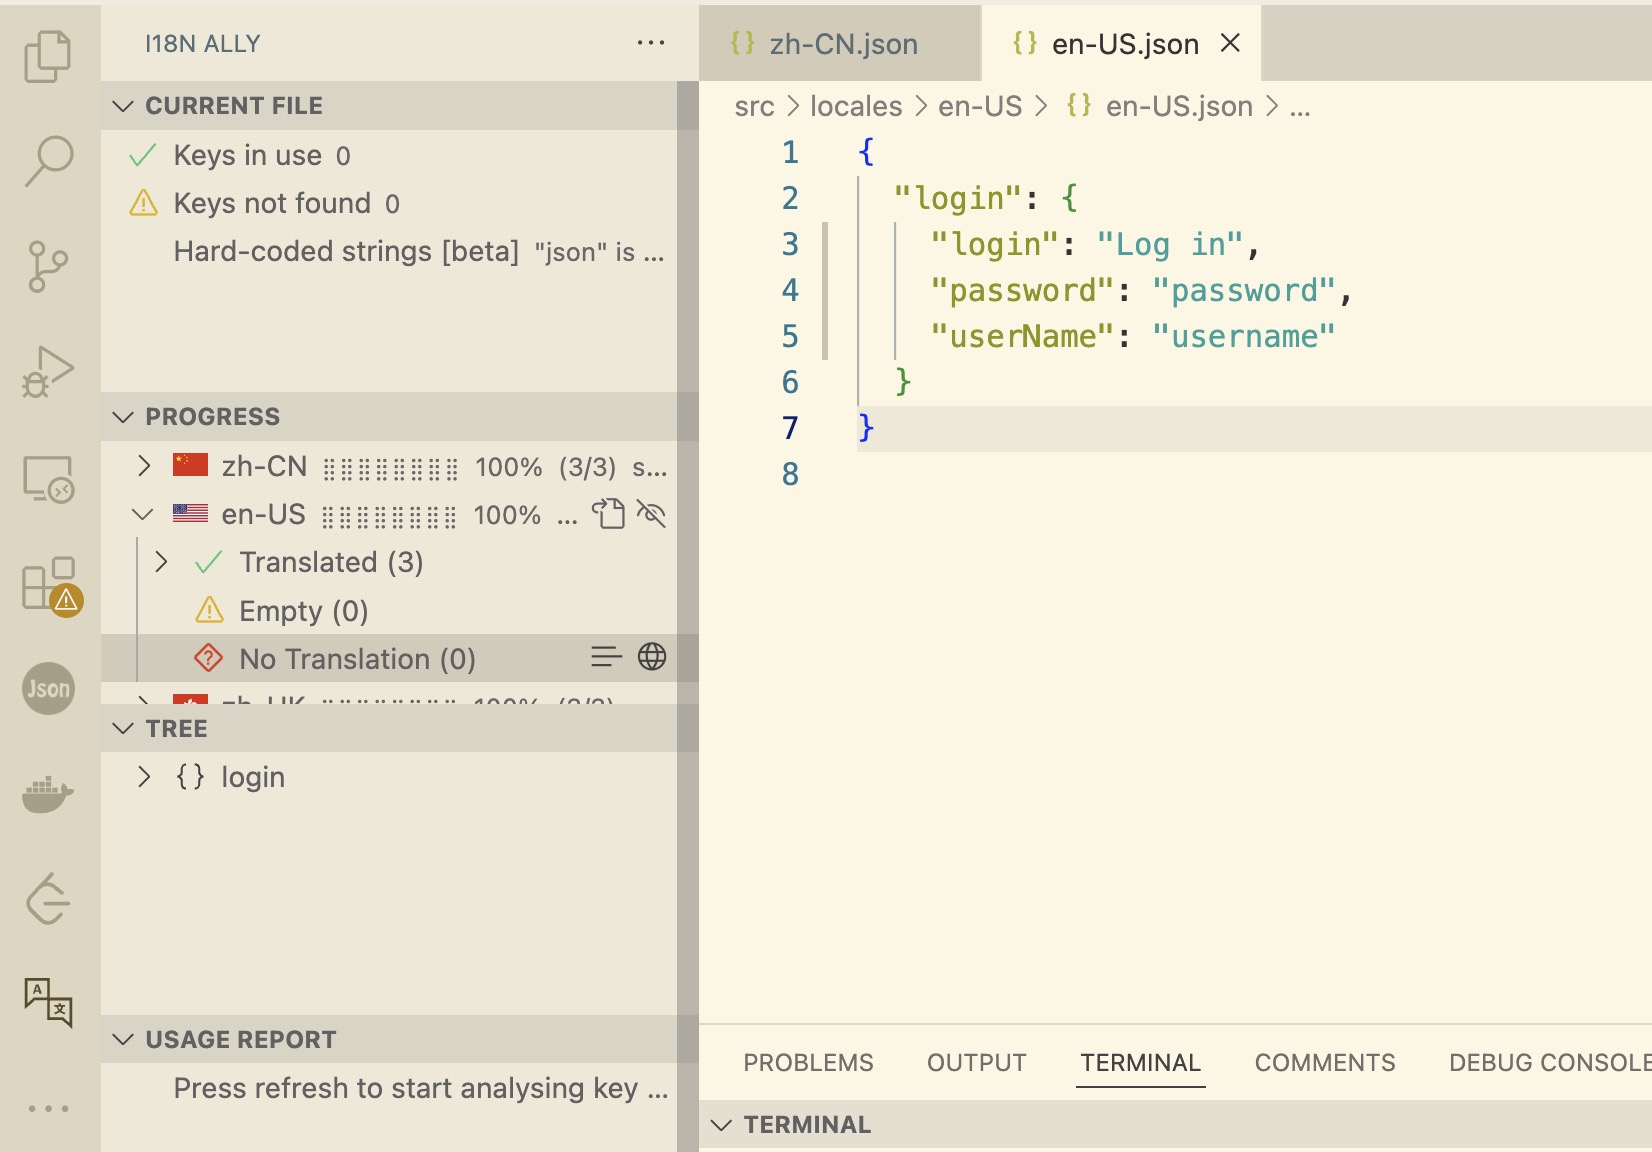 I18N ALLY
CURRENT FILE
Keys in use 0
Keys not found 0
Hard-coded strings [beta] "json" is ...
PROGRESS
zh-CN 100% (3/3) s...
en-US 100% ...
Translated (3)
Empty (0)
No Translation (0)
TREE
{} login
USAGE REPORT
Press refresh to start analysing key ...
Json
A
文
{} zh-CN.json
{} en-US.json
src > locales > en-US > {} en-US.json > ...
1 {
2 "login": {
3 "login": "Log in",
4 "password": "password",
5 "userName": "username"
6 }
7 }
8
PROBLEMS OUTPUT TERMINAL COMMENTS DEBUG CONSOLE
TERMINAL